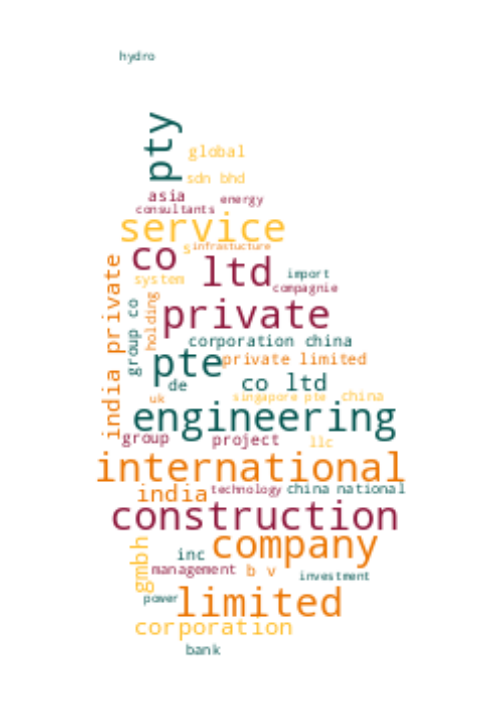 hydro
pty
global
sdn bhd
asia
energy
consultants
service
s
infrastucture
co
ltd
import
system
compagnie
india private
group co
holding
private
corporation china
pte
private limited
de
co ltd
uk
singapore pte
china
engineering
group
project
llc
international
india
technology
china national
construction
company
gmbh
inc
management
b v
investment
power
limited
corporation
bank